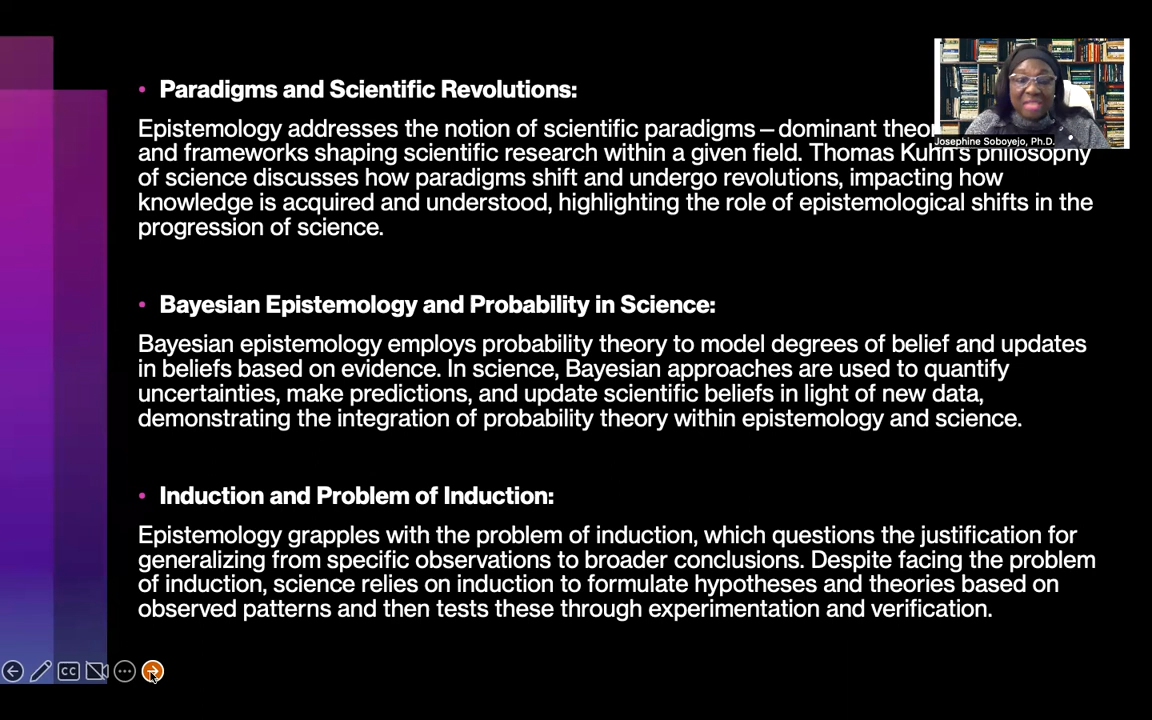 • Paradigms and Scientific Revolutions:
Epistemology addresses the notion of scientific paradigms – dominant
and frameworks shaping scientific research within a given field. Thomas Kuhn's philosophy
of science discusses how paradigms shift and undergo revolutions, impacting how
knowledge is acquired and understood, highlighting the role of epistemological shifts in the
progression of science.
Josephine Soboyejo, Ph.D.
• Bayesian Epistemology and Probability in Science:
Bayesian epistemology employs probability theory to model degrees of belief and updates
in beliefs based on evidence. In science, Bayesian approaches are used to quantify
uncertainties, make predictions, and update scientific beliefs in light of new data,
demonstrating the integration of probability theory within epistemology and science.
• Induction and Problem of Induction:
Epistemology grapples with the problem of induction, which questions the justification for
generalizing from specific observations to broader conclusions. Despite facing the problem
of induction, science relies on induction to formulate hypotheses and theories based on
observed patterns and then tests these through experimentation and verification.
CC